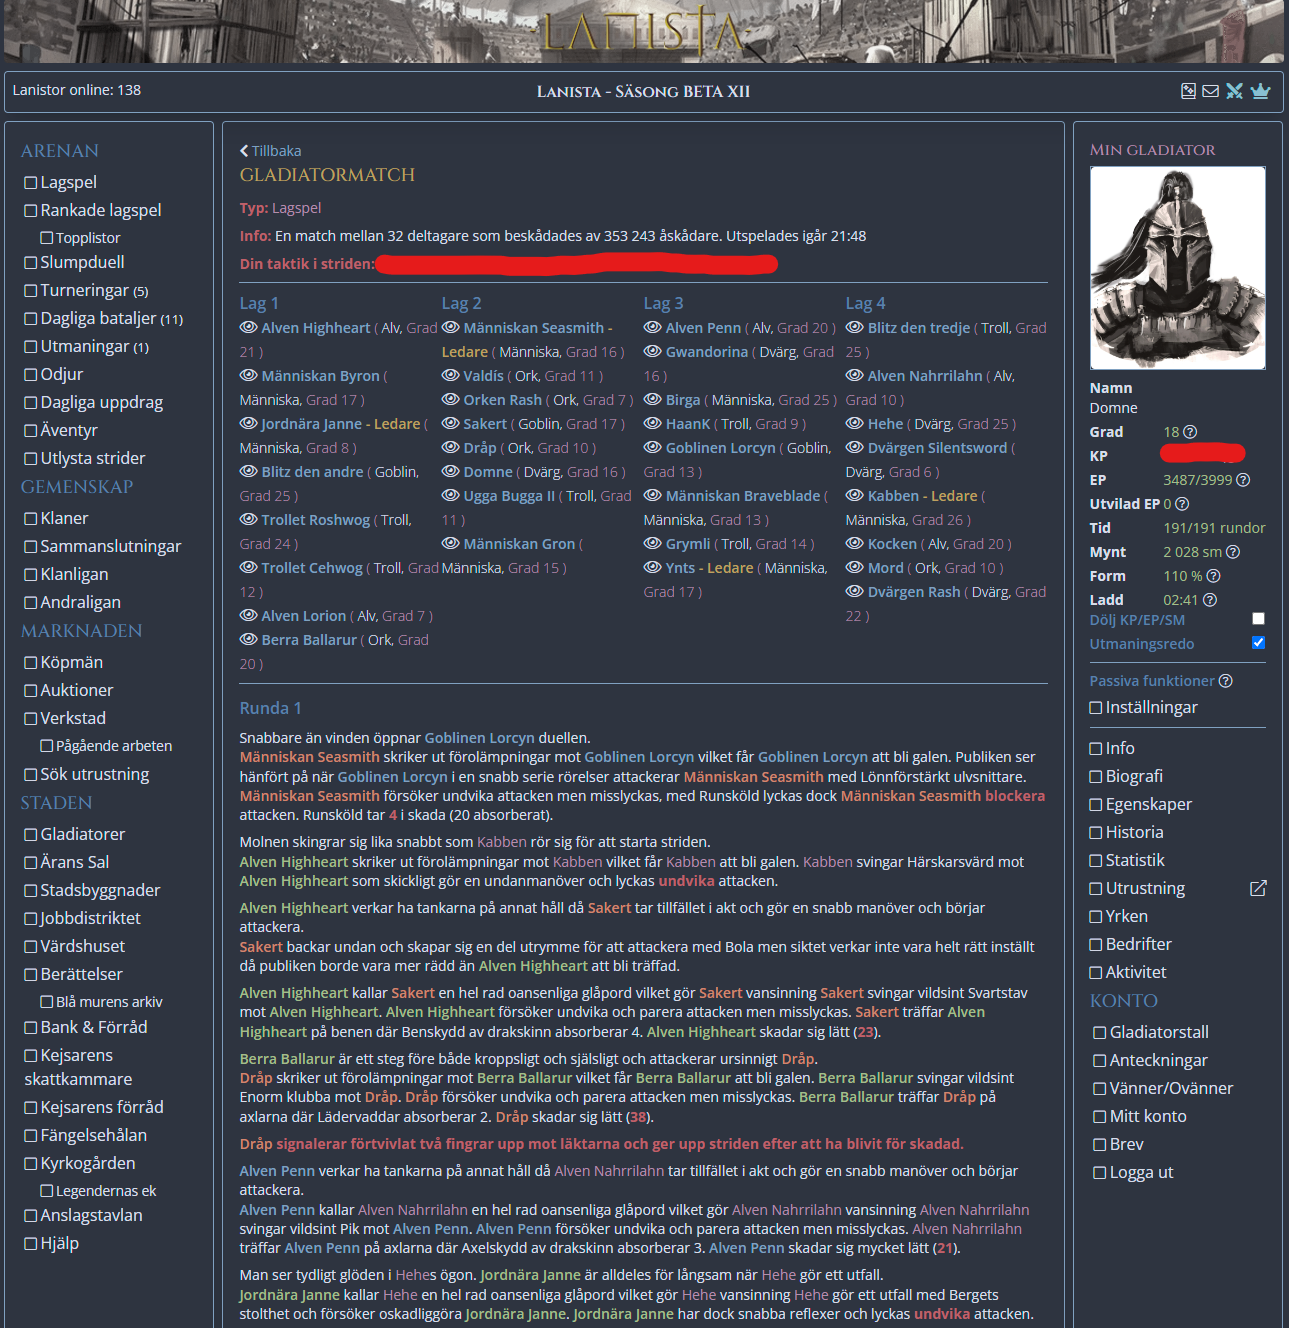 LANISTA
Lanistor online: 138
Lanista - Säsong BETA XII
ARENAN
Lagspel
Rankade lagspel
Topplistor
Slumpduell
Turneringar (5)
Dagliga bataljer (11)
Utmaningar (1)
Odjur
Dagliga uppdrag
Äventyr
Utlysta strider
GEMENSKAP
Klaner
Sammanslutningar
Klanligan
Andraligan
MARKNADEN
Köpmän
Auktioner
Verkstad
Pågående arbeten
Sök utrustning
STADEN
Gladiatorer
Ärans Sal
Stadsbyggnader
Jobbdistriktet
Värdshuset
Berättelser
Blå murens arkiv
Bank & Förråd
Kejsarens
skattkammare
Kejsarens förråd
Fängelsehålan
Kyrkogården
Legendernas ek
Anslagstavlan
Hjälp
Tillbaka
GLADIATORMATCH
Typ: Lagspel
Info: En match mellan 32 deltagare som beskådades av 353 243 åskådare. Utspelades igår 21:48
Din taktik i striden:
Lag 1
Alven Highheart ( Alv, Grad
21 )
Människan Byron (
Människa, Grad 17 )
Jordnära Janne - Ledare (
Människa, Grad 8 )
Blitz den andre ( Goblin,
Grad 25 )
Trollet Roshwog ( Troll,
Grad 24 )
Trollet Cehwog ( Troll, Grad
12 )
Alven Lorion ( Alv, Grad 7 )
Berra Ballarur ( Ork, Grad
20 )
Lag 2
Människan Seasmith -
Ledare ( Människa, Grad 16 )
Valdís ( Ork, Grad 11 )
Orken Rash ( Ork, Grad 7 )
Sakert ( Goblin, Grad 17 )
Dråp ( Ork, Grad 10 )
Domne ( Dvärg, Grad 16 )
Ugga Bugga II ( Troll, Grad
11 )
Människan Gron (
Människa, Grad 15 )
Lag 3
Alven Penn ( Alv, Grad 20 )
Gwandorina ( Dvärg, Grad
16 )
Birga ( Människa, Grad 25 )
HaanK ( Troll, Grad 9 )
Goblinen Lorcyn ( Goblin,
Grad 13 )
Människan Braveblade (
Människa, Grad 13 )
Grymli ( Troll, Grad 14 )
Ynts - Ledare ( Människa,
Grad 17 )
Lag 4
Blitz den tredje ( Troll, Grad
25 )
Alven Nahrrilahn ( Alv,
Grad 10 )
Hehe ( Dvärg, Grad 25 )
Dvärgen Silentsword (
Dvärg, Grad 6 )
Kabben - Ledare (
Människa, Grad 26 )
Kocken ( Alv, Grad 20 )
Mord ( Ork, Grad 10 )
Dvärgen Rash ( Dvärg, Grad
22 )
Runda 1
Snabbare än vinden öppnar Goblinen Lorcyn duellen.
Människan Seasmith skriker ut förolämpningar mot Goblinen Lorcyn vilket får Goblinen Lorcyn att bli galen. Publiken ser
hänfört på när Goblinen Lorcyn i en snabb serie rörelser attackerar Människan Seasmith med Lönnförstärkt ulvsnittare.
Människan Seasmith försöker undvika attacken men misslyckas, med Runsköld lyckas dock Människan Seasmith blockera
attacken. Runsköld tar 4 i skada (20 absorberat).
Molnen skingrar sig lika snabbt som Kabben rör sig för att starta striden.
Alven Highheart skriker ut förolämpningar mot Kabben vilket får Kabben att bli galen. Kabben svingar Härskarsvärd mot
Alven Highheart som skickligt gör en undanmanöver och lyckas undvika attacken.
Alven Highheart verkar ha tankarna på annat håll då Sakert tar tillfället i akt och gör en snabb manöver och börjar
attackera.
Sakert backar undan och skapar sig en del utrymme för att attackera med Bola men siktet verkar inte vara helt rätt inställt
då publiken borde vara mer rädd än Alven Highheart att bli träffad.
Alven Highheart kallar Sakert en hel rad oansenliga glåpord vilket gör Sakert vansinning Sakert svingar vildsint Svartstav
mot Alven Highheart. Alven Highheart försöker undvika och parera attacken men misslyckas. Sakert träffar Alven
Highheart på benen där Benskydd av drakskinn absorberar 4. Alven Highheart skadar sig lätt (23).
Berra Ballarur är ett steg före både kroppsligt och själsligt och attackerar ursinnigt Dråp.
Dråp skriker ut förolämpningar mot Berra Ballarur vilket får Berra Ballarur att bli galen. Berra Ballarur svingar vildsint
Enorm klubba mot Dråp. Dråp försöker undvika och parera attacken men misslyckas. Berra Ballarur träffar Dråp på
axlarna där Lädervaddar absorberar 2. Dråp skadar sig lätt (38).
Dråp signalerar förtvivlat två fingrar upp mot läktarna och ger upp striden efter att ha blivit för skadad.
Alven Penn verkar ha tankarna på annat håll då Alven Nahrrilahn tar tillfället i akt och gör en snabb manöver och börjar
attackera.
Alven Penn kallar Alven Nahrrilahn en hel rad oansenliga glåpord vilket gör Alven Nahrrilahn vansinning Alven Nahrrilahn
svingar vildsint Pik mot Alven Penn. Alven Penn försöker undvika och parera attacken men misslyckas. Alven Nahrrilahn
träffar Alven Penn på axlarna där Axelskydd av drakskinn absorberar 3. Alven Penn skadar sig mycket lätt (21).
Man ser tydligt glöden i Hehes ögon. Jordnära Janne är alldeles för långsam när Hehe gör ett utfall.
Jordnära Janne kallar Hehe en hel rad oansenliga glåpord vilket gör Hehe vansinning Hehe gör ett utfall med Bergets
stolthet och försöker oskadliggöra Jordnära Janne. Jordnära Janne har dock snabba reflexer och lyckas undvika attacken.
MIN GLADIATOR
Namn
Domne
Grad 18
KP
EP 3487/3999
Utvilad EP 0
Tid 191/191 rundor
Mynt 2 028 sm
Form 110 %
Ladd 02:41
Dölj KP/EP/SM
Utmaningsredo
Passiva funktioner
Inställningar
Info
Biografi
Egenskaper
Historia
Statistik
Utrustning
Yrken
Bedrifter
Aktivitet
KONTO
Gladiatorstall
Anteckningar
Vänner/Ovänner
Mitt konto
Brev
Logga ut